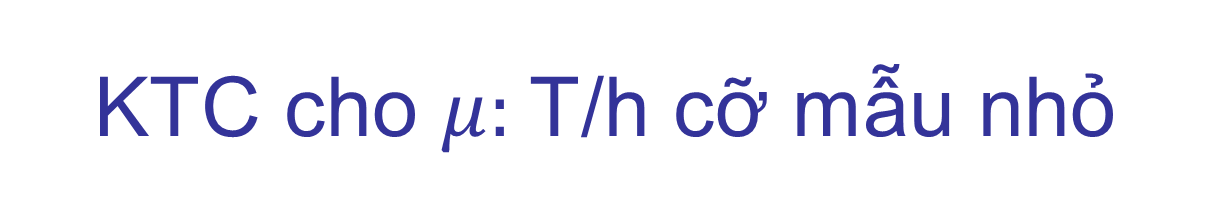 KTC cho 𝜇: T/h cỡ mẫu nhỏ